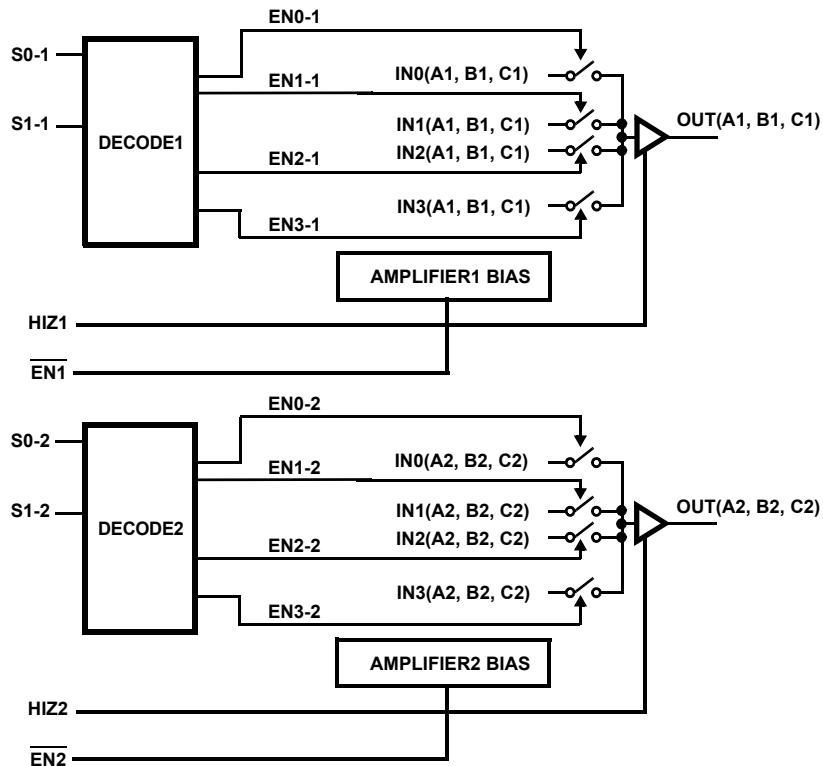 EN0-1
S0-1
EN1-1
IN0(A1, B1, C1)
S1-1
DECODE1
IN1(A1, B1, C1)
OUT(A1, B1, C1)
IN2(A1, B1, C1)
EN2-1
IN3(A1, B1, C1)
EN3-1
AMPLIFIER1 BIAS
HIZ1
EN1
EN0-2
S0-2
EN1-2
IN0(A2, B2, C2)
S1-2
DECODE2
IN1(A2, B2, C2)
OUT(A2, B2, C2)
IN2(A2, B2, C2)
EN2-2
IN3(A2, B2, C2)
EN3-2
AMPLIFIER2 BIAS
HIZ2
EN2